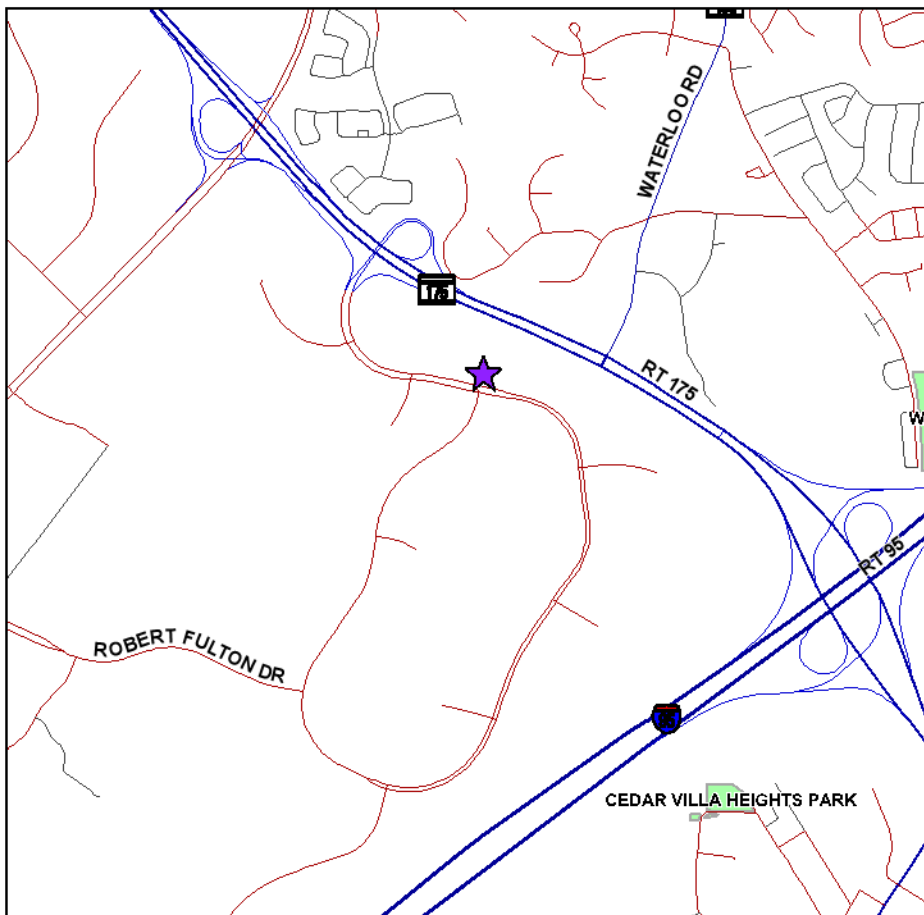 WATERLOO RD
175
RT 175
W
RT 95
ROBERT FULTON DR
95
CEDAR VILLA HEIGHTS PARK